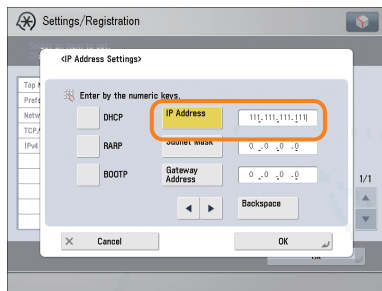 Settings/Registration
<IP Address Settings>
Enter by the numeric keys.
DHCP
IP Address
111.111.111.111
RARP
Subnet Mask
0 .0 .0 .0
BOOTP
Gateway
Address
0 .0 .0 .0
1/1
Backspace
Cancel
OK
Top
Prefe
Netw
TCP/
IPv4